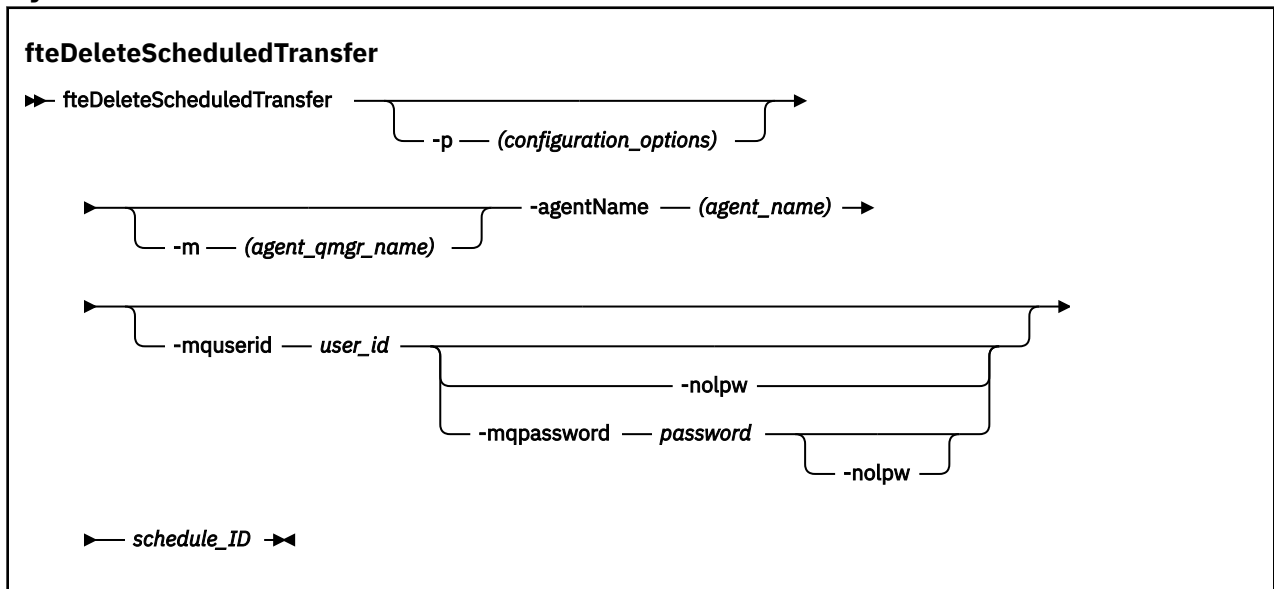 fteDeleteScheduledTransfer
fteDeleteScheduledTransfer
-p (configuration_options)
-agentName (agent_name)
-m (agent_qmgr_name)
-mquserid user_id
-nolpw
-mqpassword password
-nolpw
schedule_ID